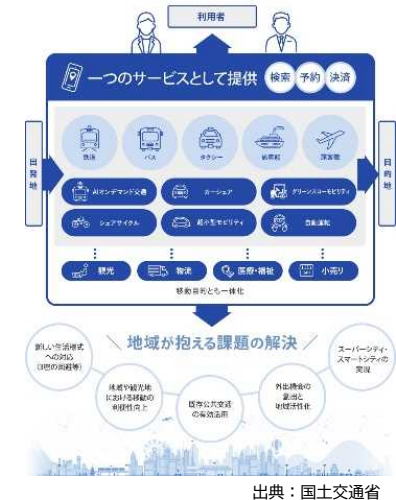 利用者
一つのサービスとして提供 検索 予約 決済
出発地
目的地
鉄道 バス タクシー 旅客船 旅客機
AIオンデマンド交通 カーシェア グリーンスローモビリティ
シェアサイクル 超小型モビリティ 自動運転
観光 物流 医療・福祉 小売り
移動目的とも一体化
地域が抱える課題の解決
新しい生活様式
への対応
(3密の回避等)
地域や観光地
における移動の
利便性向上
既存公共交通
の有効活用
外出機会の
創出と
地域活性化
スーパーシティ・
スマートシティの
実現
出典：国土交通省